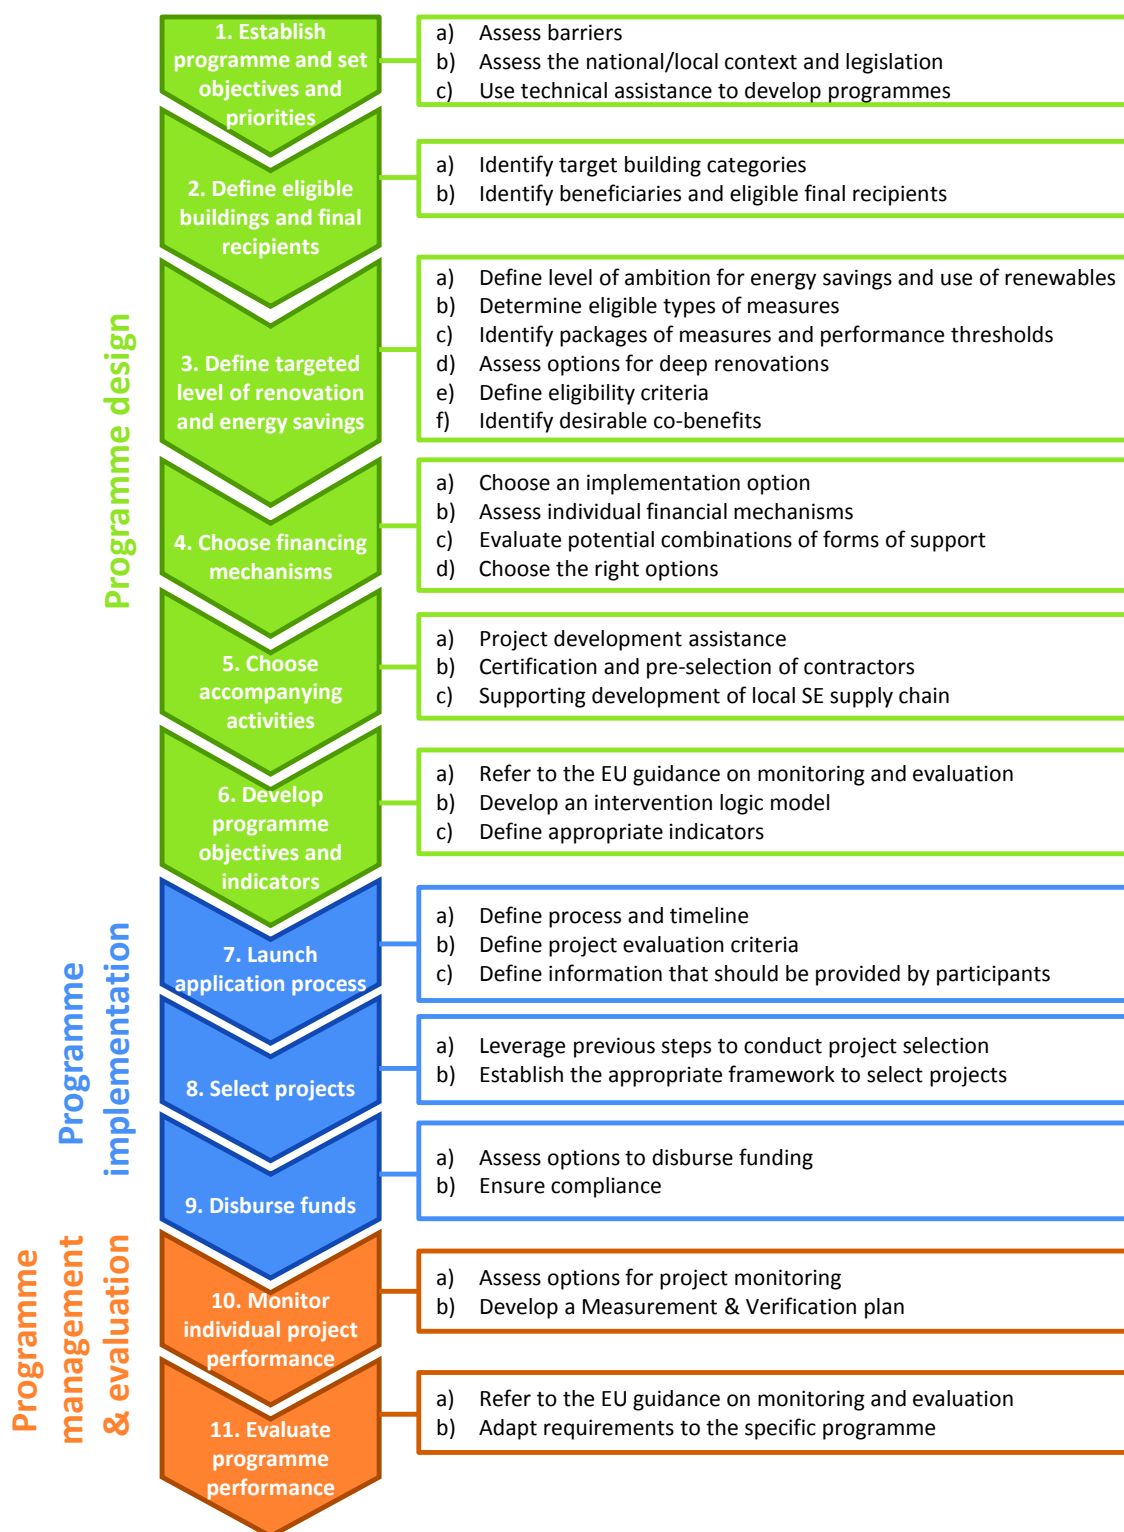 Programme design
1. Establish
programme and set
objectives and
priorities
a) Assess barriers
b) Assess the national/local context and legislation
c) Use technical assistance to develop programmes
2. Define eligible
buildings and final
recipients
a) Identify target building categories
b) Identify beneficiaries and eligible final recipients
3. Define targeted
level of renovation
and energy savings
a) Define level of ambition for energy savings and use of renewables
b) Determine eligible types of measures
c) Identify packages of measures and performance thresholds
d) Assess options for deep renovations
e) Define eligibility criteria
f) Identify desirable co-benefits
4. Choose financing
mechanisms
a) Choose an implementation option
b) Assess individual financial mechanisms
c) Evaluate potential combinations of forms of support
d) Choose the right options
5. Choose
accompanying
activities
a) Project development assistance
b) Certification and pre-selection of contractors
c) Supporting development of local SE supply chain
6. Develop
programme
objectives and
indicators
a) Refer to the EU guidance on monitoring and evaluation
b) Develop an intervention logic model
c) Define appropriate indicators
Programme
implementation
7. Launch
application process
a) Define process and timeline
b) Define project evaluation criteria
c) Define information that should be provided by participants
8. Select projects
a) Leverage previous steps to conduct project selection
b) Establish the appropriate framework to select projects
9. Disburse funds
a) Assess options to disburse funding
b) Ensure compliance
Programme
management
& evaluation
10. Monitor
individual project
performance
a) Assess options for project monitoring
b) Develop a Measurement & Verification plan
11. Evaluate
programme
performance
a) Refer to the EU guidance on monitoring and evaluation
b) Adapt requirements to the specific programme